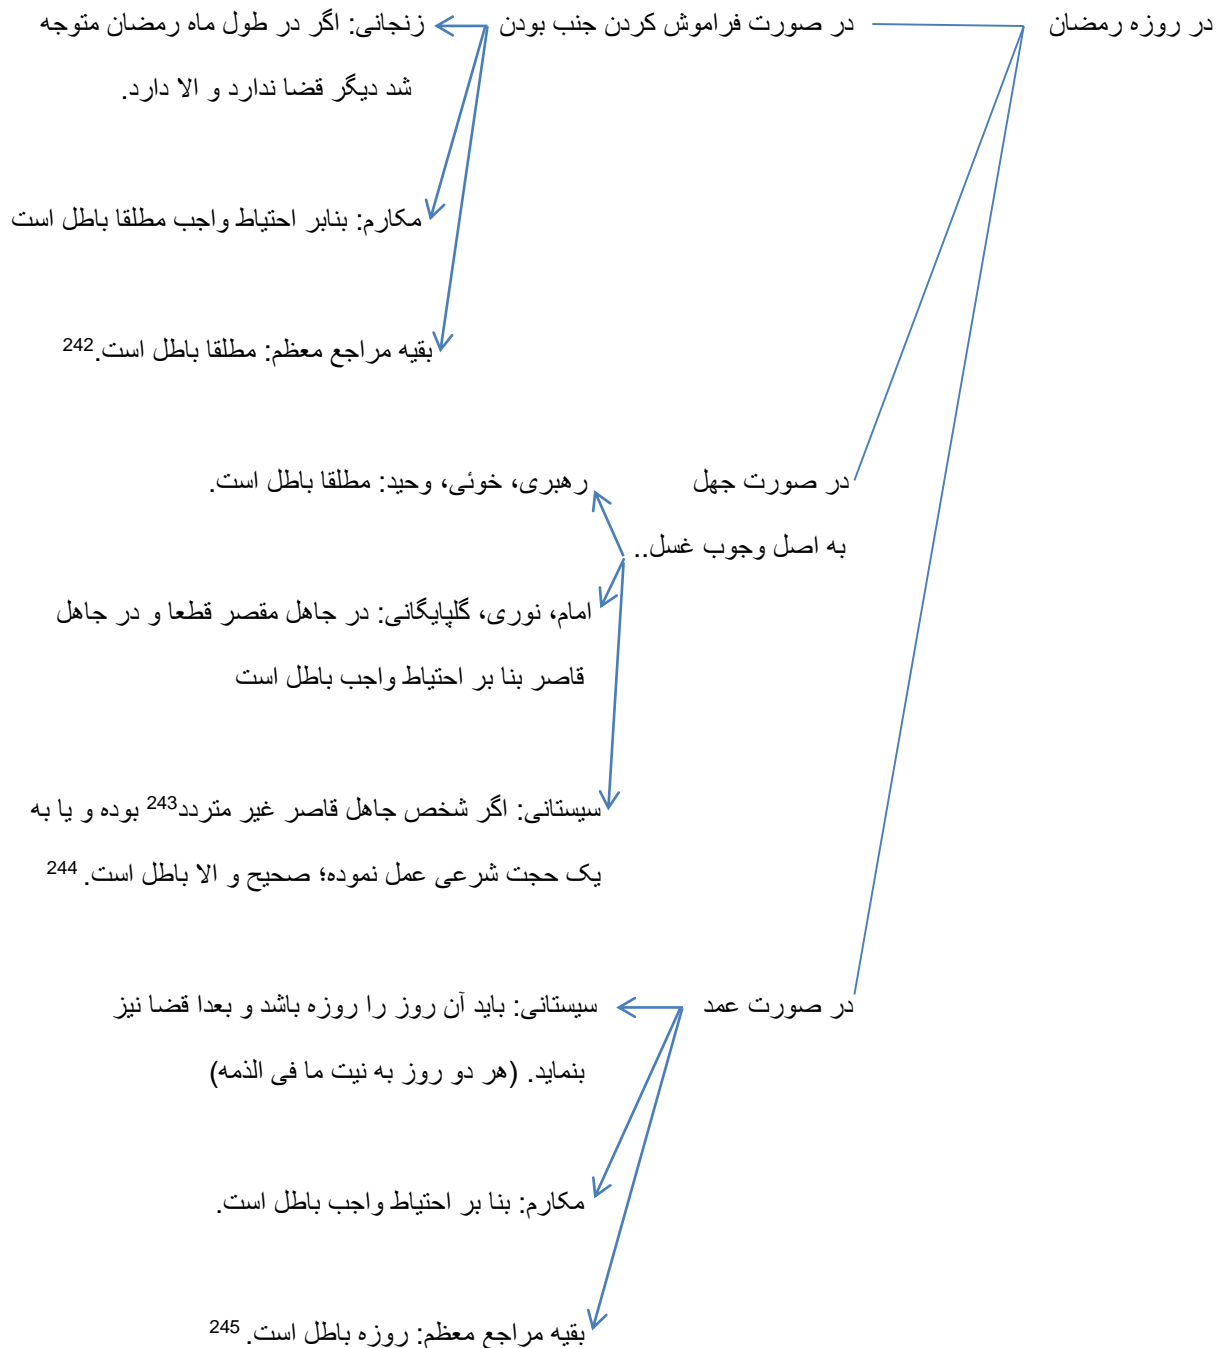 در روزه رمضان
در صورت فراموش کردن جنب بودن
زنجانی: اگر در طول ماه رمضان متوجه
شد دیگر قضا ندارد و الا دارد.
مکارم: بنابر احتیاط واجب مطلقا باطل است
بقیه مراجع معظم: مطلقا باطل است.242
در صورت جهل
به اصل وجوب غسل..
رهبری، خوئی، وحید: مطلقا باطل است.
امام، نوری، گلپایگانی: در جاهل مقصر قطعا و در جاهل
قاصر بنا بر احتیاط واجب باطل است
سیستانی: اگر شخص جاهل قاصر غیر متردد243 بوده و یا به
یک حجت شرعی عمل نموده؛ صحیح و الا باطل است. 244
در صورت عمد
سیستانی: باید آن روز را روزه باشد و بعدا قضا نیز
بنماید. (هر دو روز به نیت ما فی الذمه)
مکارم: بنا بر احتیاط واجب باطل است.
بقیه مراجع معظم: روزه باطل است. 245